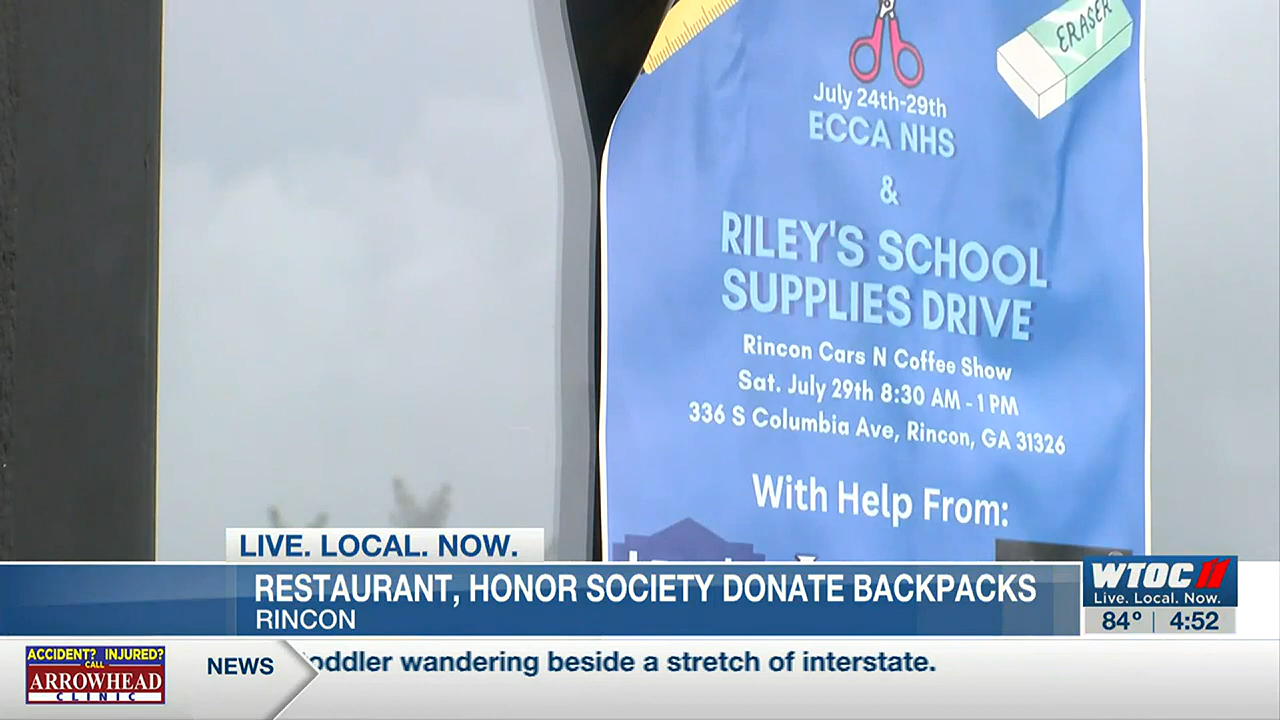 ERASER
July 24th-29th
ECCA NHS
&
RILEY'S SCHOOL
SUPPLIES DRIVE
Rincon Cars N Coffee Show
Sat. July 29th 8:30 AM - 1 PM
336 S Columbia Ave, Rincon, GA 31326
With Help From:
LIVE. LOCAL. NOW.
RESTAURANT, HONOR SOCIETY DONATE BACKPACKS
RINCON
WTOC 11
Live. Local. Now.
84° | 4:52
ACCIDENT? INJURED?
CALL
ARROWHEAD
CLINIC
NEWS
oddler wandering beside a stretch of interstate.